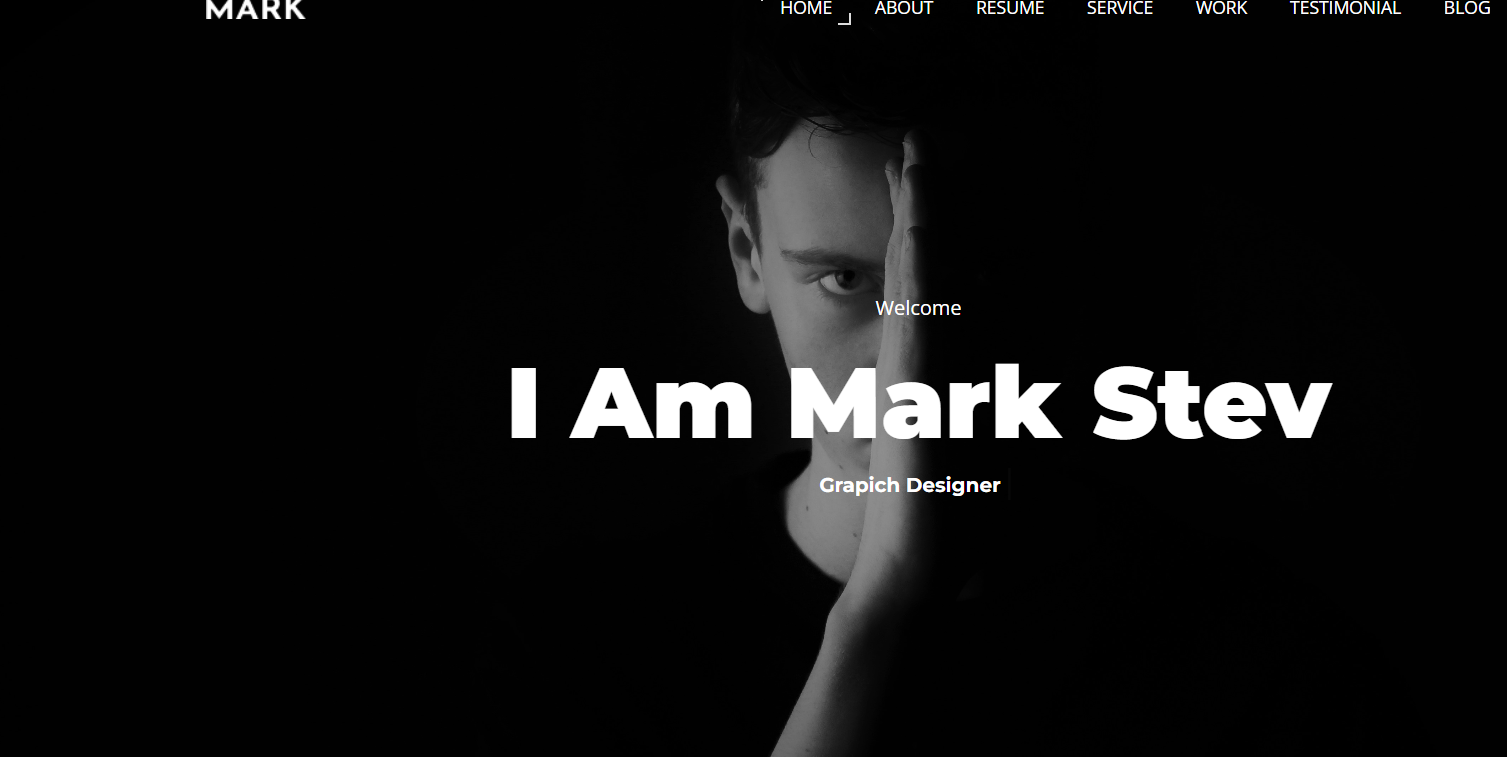 MARK HOME ABOUT RESUME SERVICE WORK TESTIMONIAL BLOG
Welcome
I Am Mark Stev
Grapich Designer